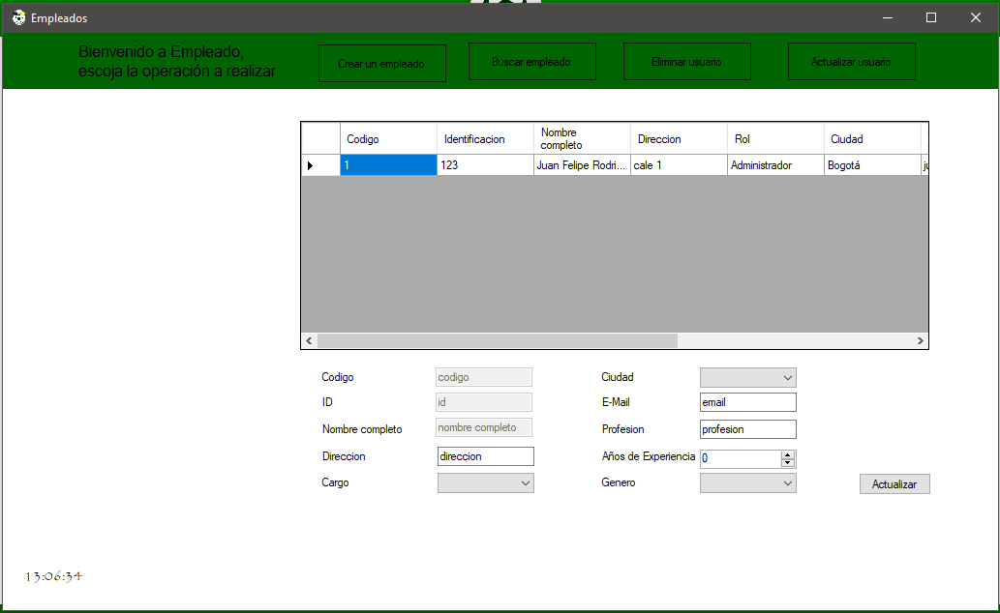 Empleados
Bienvenido a Empleado,
escoja la operación a realizar
Crear un empleado
Buscar empleado
Eliminar usuario
Actualizar usuario
Codigo
Identificacion
Nombre
completo
Direccion
Rol
Ciudad
1
123
Juan Felipe Rodri...
cale 1
Administrador
Bogotá
Codigo
codigo
Ciudad
ID
id
E-Mail
email
Nombre completo
nombre completo
Profesion
profesion
Direccion
direccion
Años de Experiencia
0
Cargo
Genero
Actualizar
13:06:34